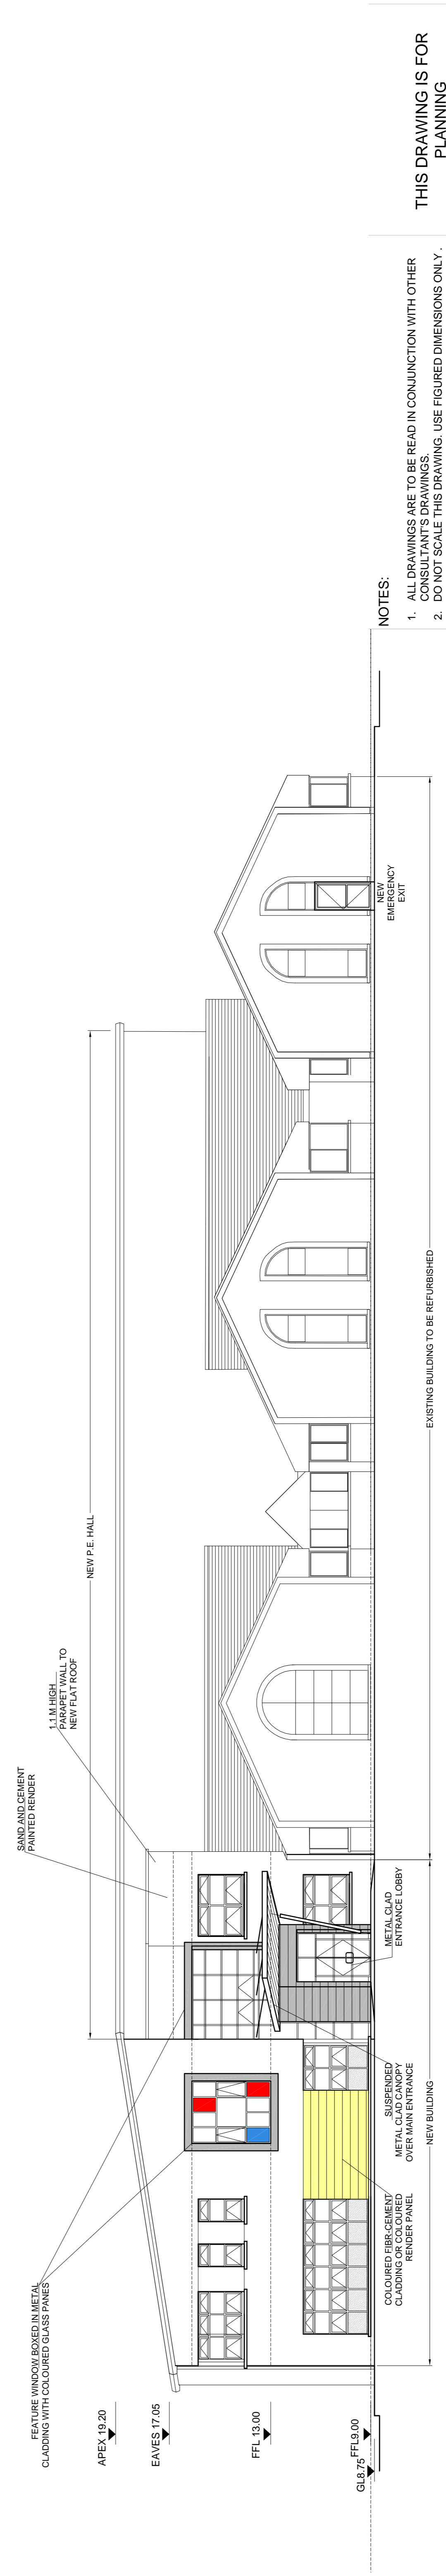 FEATURE WINDOW BOXED IN METAL
CLADDING WITH COLOURED GLASS PANES
SAND AND CEMENT
PAINTED RENDER
1.1 M HIGH
PARAPET WALL TO
NEW FLAT ROOF
NEW P.E. HALL
APEX 19.20
EAVES 17.05
FFL 13.00
FFL9.00
GL8.75
COLOURED FIBR-CEMENT
CLADDING OR COLOURED
RENDER PANEL
SUSPENDED
METAL CLAD CANOPY
OVER MAIN ENTRANCE
METAL CLAD
ENTRANCE LOBBY
NEW
EMERGENCY
EXIT
NEW BUILDING
EXISTING BUILDING TO BE REFURBISHED
NOTES:
1. ALL DRAWINGS ARE TO BE READ IN CONJUNCTION WITH OTHER
CONSULTANT'S DRAWINGS.
2. DO NOT SCALE THIS DRAWING. USE FIGURED DIMENSIONS ONLY .
THIS DRAWING IS FOR
PLANNING